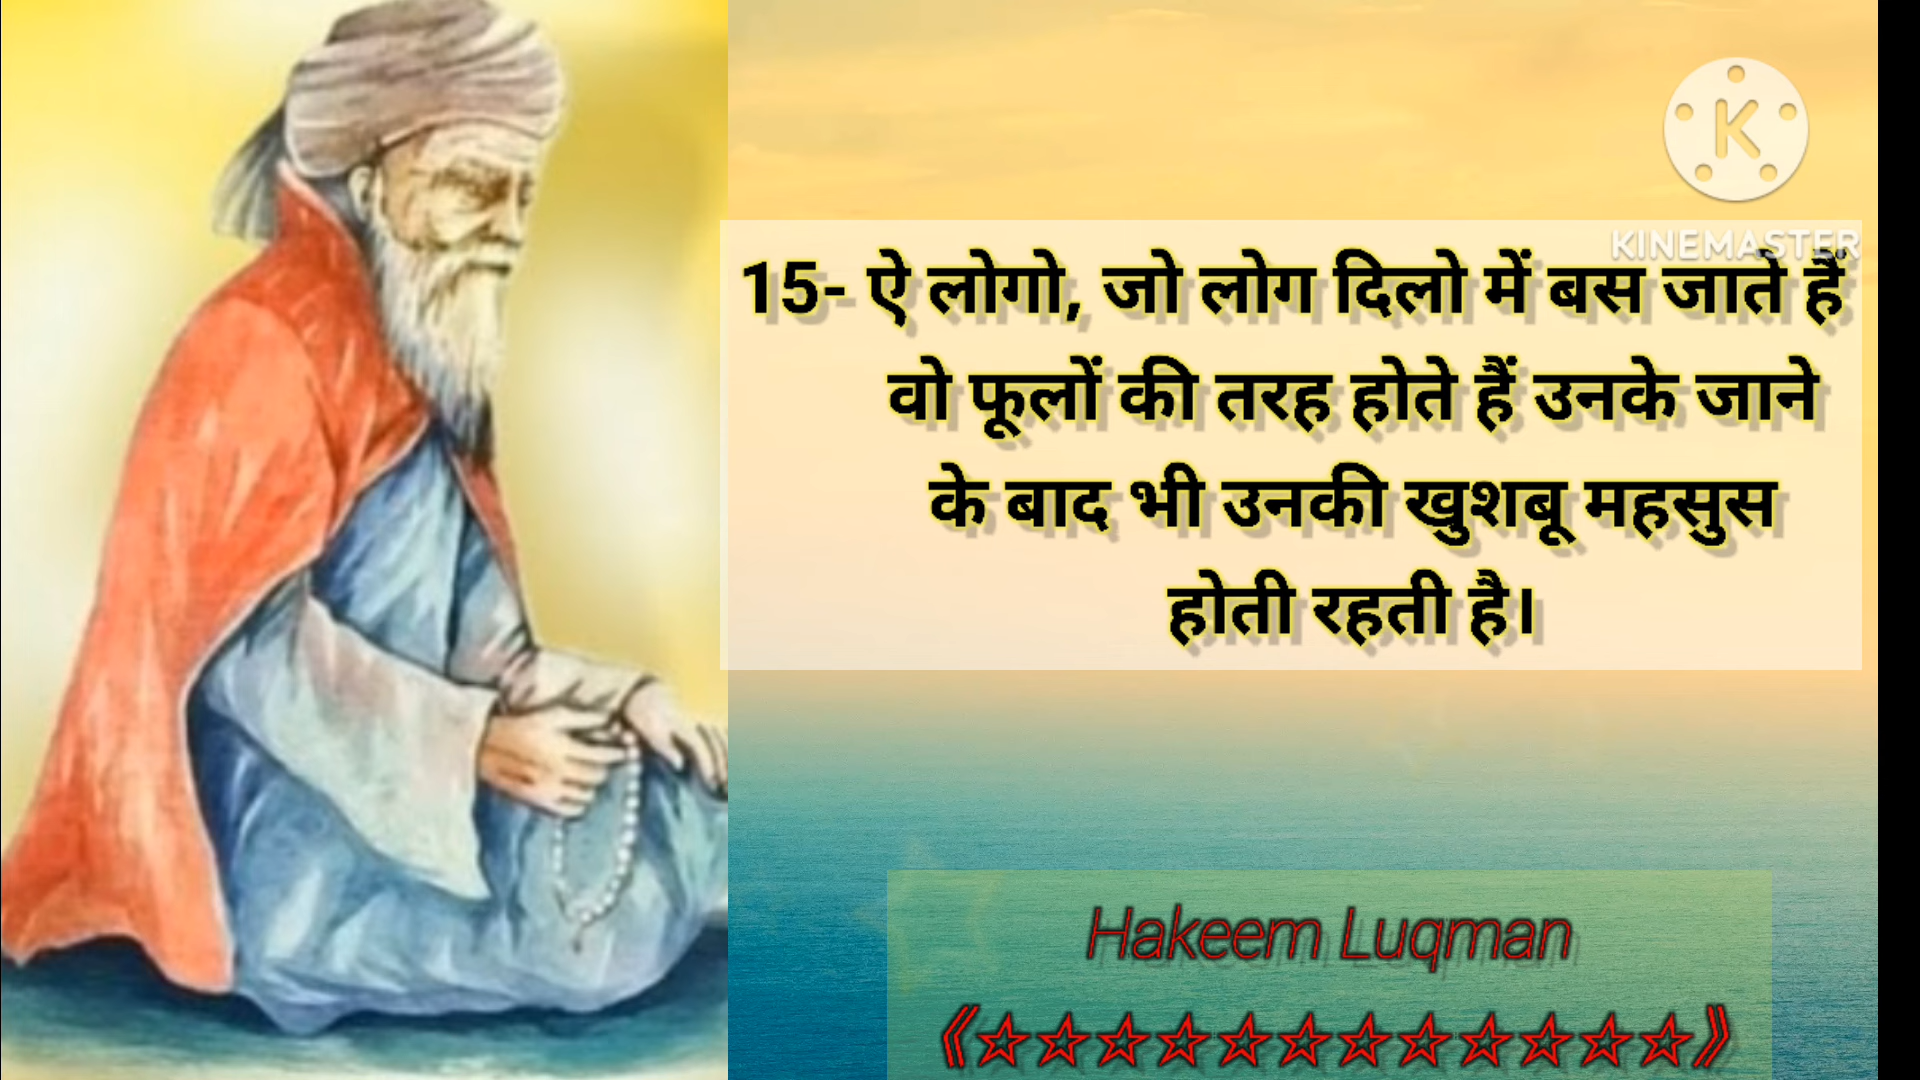 K
KINEMASTER
15- ऐ लोगो, जो लोग दिलो में बस जाते हैं
वो फूलों की तरह होते हैं उनके जाने
के बाद भी उनकी खुशबू महसुस
होती रहती है।
Hakeem Luqman
《☆☆☆☆☆☆☆☆☆☆☆☆》